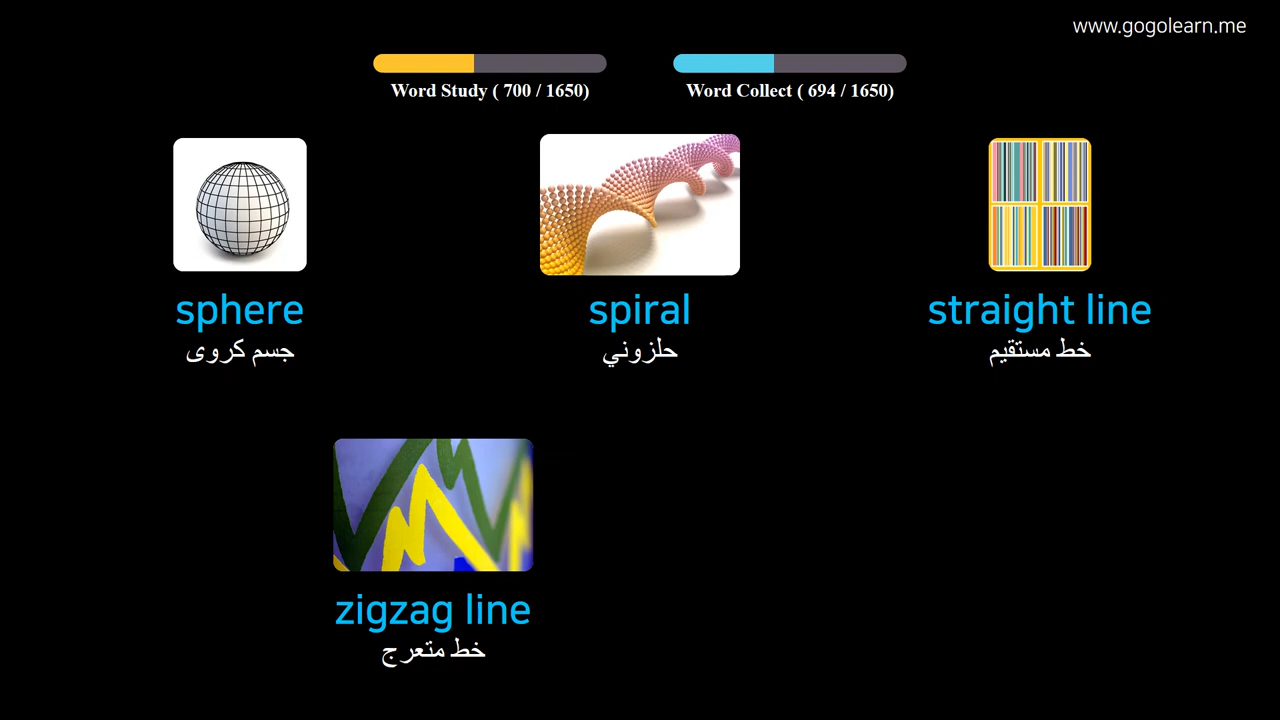 www.gogolearn.me
Word Study ( 700 / 1650)
Word Collect ( 694 / 1650)
sphere
جسم كروى
spiral
حلزوني
straight line
خط مستقيم
zigzag line
خط متعرج